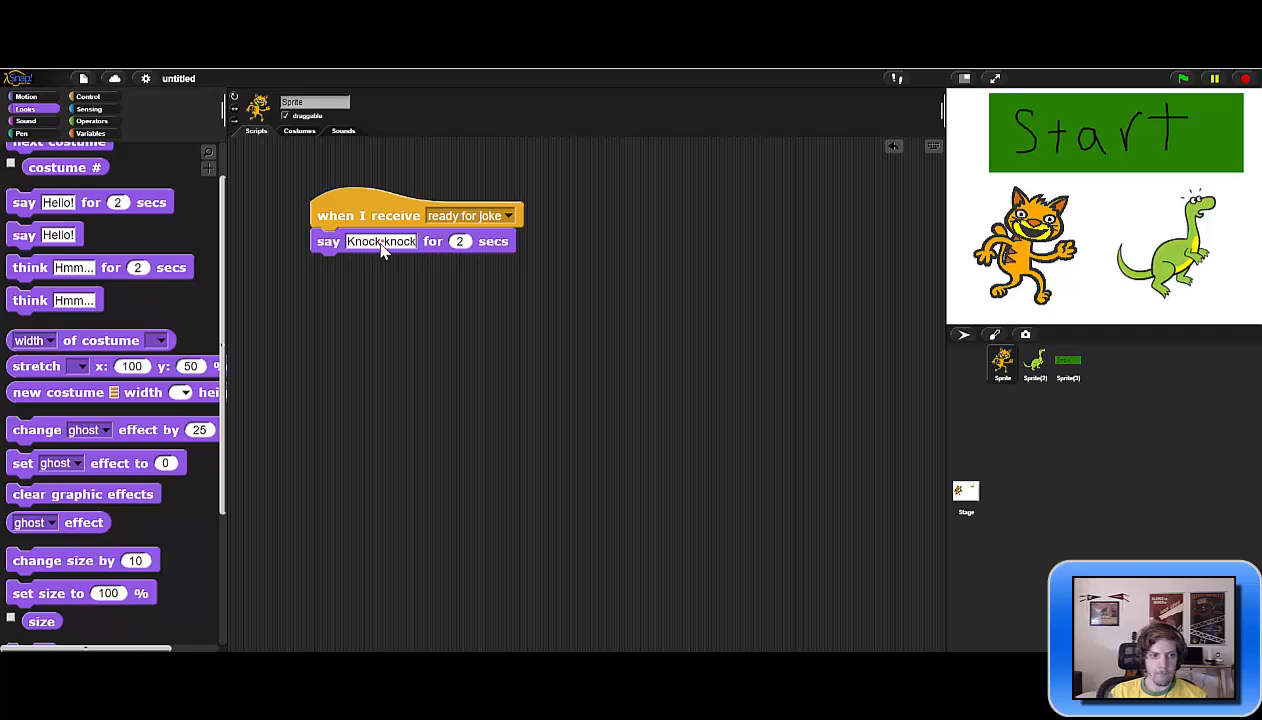 Snap!
untitled
Motion
Control
Looks
Sensing
Sound
Operators
Pen
Variables
next costume
costume #
say Hello! for 2 secs
say Hello!
think Hmm... for 2 secs
think Hmm...
width of costume
stretch x: 100 y: 50 %
new costume width hei
change ghost effect by 25
set ghost effect to 0
clear graphic effects
ghost effect
change size by 10
set size to 100 %
size
Sprite
draggable
Scripts
Costumes
Sounds
when I receive ready for joke
say Knock knock for 2 secs
Start
Sprite
Sprite(2)
Sprite(3)
Stage